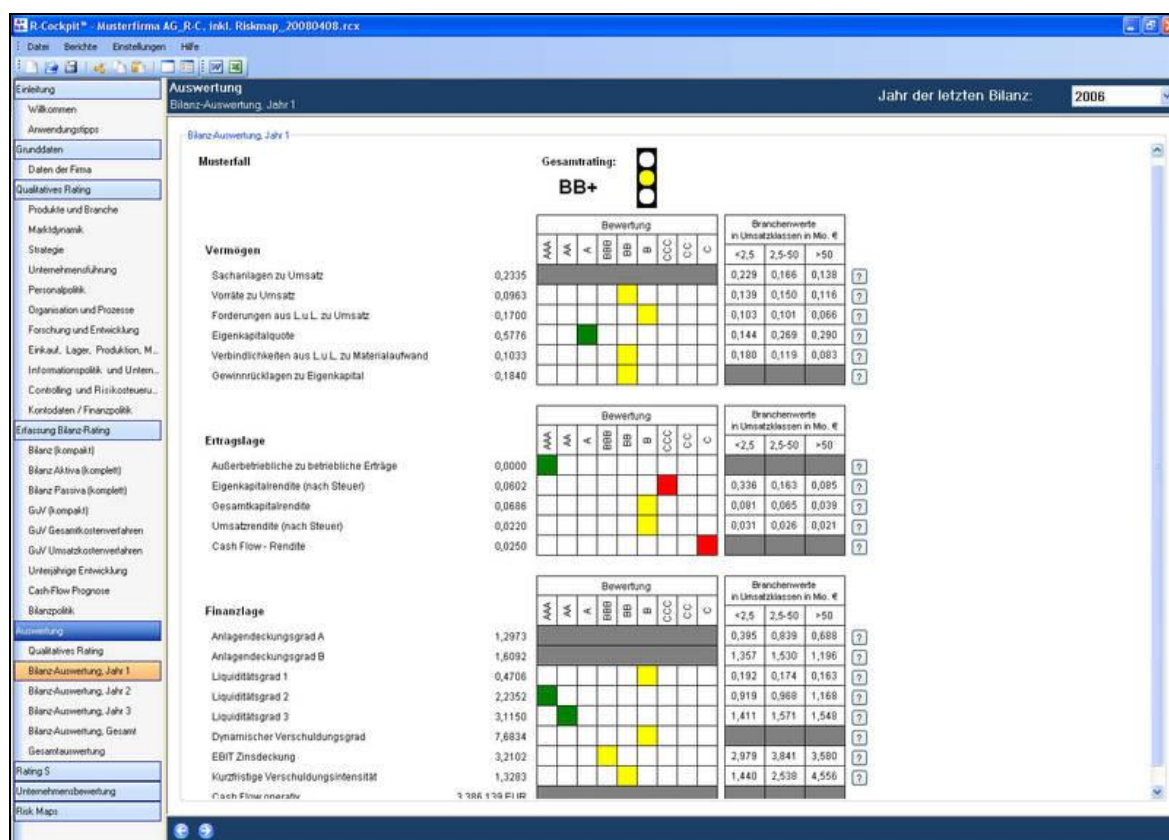 R-Cockpit® - Musterfirma AG_R-C, inkl. Riskmap_20080408.rcx
Datei Berichte Einstellungen Hilfe
Einleitung
Willkommen
Anwendungstipps
Grunddaten
Daten der Firma
Qualitatives Rating
Produkte und Branche
Marktdynamik
Strategie
Unternehmensführung
Personalpolitik
Organisation und Prozesse
Forschung und Entwicklung
Einkauf, Lager, Produktion, M...
Informationspolitik und Untern...
Controlling und Risikosteueru...
Kontodaten / Finanzpolitik
Erfassung Bilanz-Rating
Bilanz (kompakt)
Bilanz Aktiva (komplett)
Bilanz Passiva (komplett)
GuV (kompakt)
GuV Gesamtkostenverfahren
GuV Umsatzkostenverfahren
Unterjährige Entwicklung
Cash-Flow Prognose
Bilanzpolitik
Auswertung
Qualitatives Rating
Bilanz-Auswertung, Jahr 1
Bilanz-Auswertung, Jahr 2
Bilanz-Auswertung, Jahr 3
Bilanz-Auswertung, Gesamt
Gesamtauswertung
Rating S
Unternehmensbewertung
Risk Maps
Auswertung
Bilanz-Auswertung, Jahr 1
Jahr der letzten Bilanz: 2006
Bilanz-Auswertung, Jahr 1
Musterfall Gesamtrating:
BB+
Bewertung Branchenwerte
in Umsatzklassen in Mio. €
Vermögen AAA AA A BBB BB B CCC CC C <2,5 2,5-50 >50
Sachanlagen zu Umsatz 0,2335 0,229 0,166 0,138 ?
Vorräte zu Umsatz 0,0963 0,139 0,150 0,116 ?
Forderungen aus L.u.L. zu Umsatz 0,1700 0,103 0,101 0,066 ?
Eigenkapitalquote 0,5776 0,144 0,269 0,290 ?
Verbindlichkeiten aus L.u.L. zu Materialaufwand 0,1033 0,180 0,119 0,083 ?
Gewinnrücklagen zu Eigenkapital 0,1840 ?
Bewertung Branchenwerte
in Umsatzklassen in Mio. €
Ertragslage AAA AA A BBB BB B CCC CC C <2,5 2,5-50 >50
Außerbetriebliche zu betriebliche Erträge 0,0000 ?
Eigenkapitalrendite (nach Steuer) 0,0602 0,336 0,163 0,085 ?
Gesamtkapitalrendite 0,0686 0,081 0,065 0,039 ?
Umsatzrendite (nach Steuer) 0,0220 0,031 0,026 0,021 ?
Cash Flow - Rendite 0,0250 ?
Bewertung Branchenwerte
in Umsatzklassen in Mio. €
Finanzlage AAA AA A BBB BB B CCC CC C <2,5 2,5-50 >50
Anlagendeckungsgrad A 1,2973 0,395 0,839 0,688 ?
Anlagendeckungsgrad B 1,6092 1,357 1,530 1,196 ?
Liquiditätsgrad 1 0,4706 0,192 0,174 0,163 ?
Liquiditätsgrad 2 2,2352 0,919 0,968 1,168 ?
Liquiditätsgrad 3 3,1150 1,411 1,571 1,548 ?
Dynamischer Verschuldungsgrad 7,6834 ?
EBIT Zinsdeckung 3,2102 2,979 3,841 3,580 ?
Kurzfristige Verschuldungsintensität 1,3283 1,440 2,538 4,556 ?
Cash Flow operativ 3.386.139 EUR